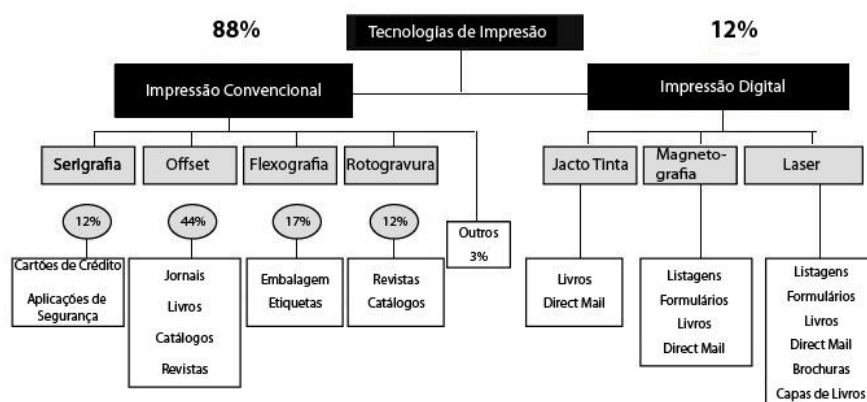 88%
Tecnologias de Impresão
12%
Impressão Convencional
Impressão Digital
Serigrafia
Offset
Flexografia
Rotogravura
Jacto Tinta
Magneto-
grafia
Laser
12%
44%
17%
12%
Outros
3%
Cartões de Crédito
Aplicações de
Segurança
Jornais
Livros
Catálogos
Revistas
Embalagem
Etiquetas
Revistas
Catálogos
Livros
Direct Mail
Listagens
Formulários
Livros
Direct Mail
Listagens
Formulários
Livros
Direct Mail
Brochuras
Capas de Livros